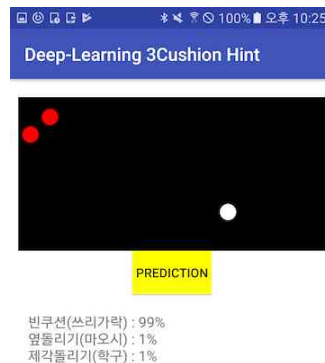 100% 오후 10:25
Deep-Learning 3Cushion Hint
PREDICTION
빈쿠션(쓰리가락) : 99%
옆돌리기(마오시) : 1%
제각돌리기(학구) : 1%